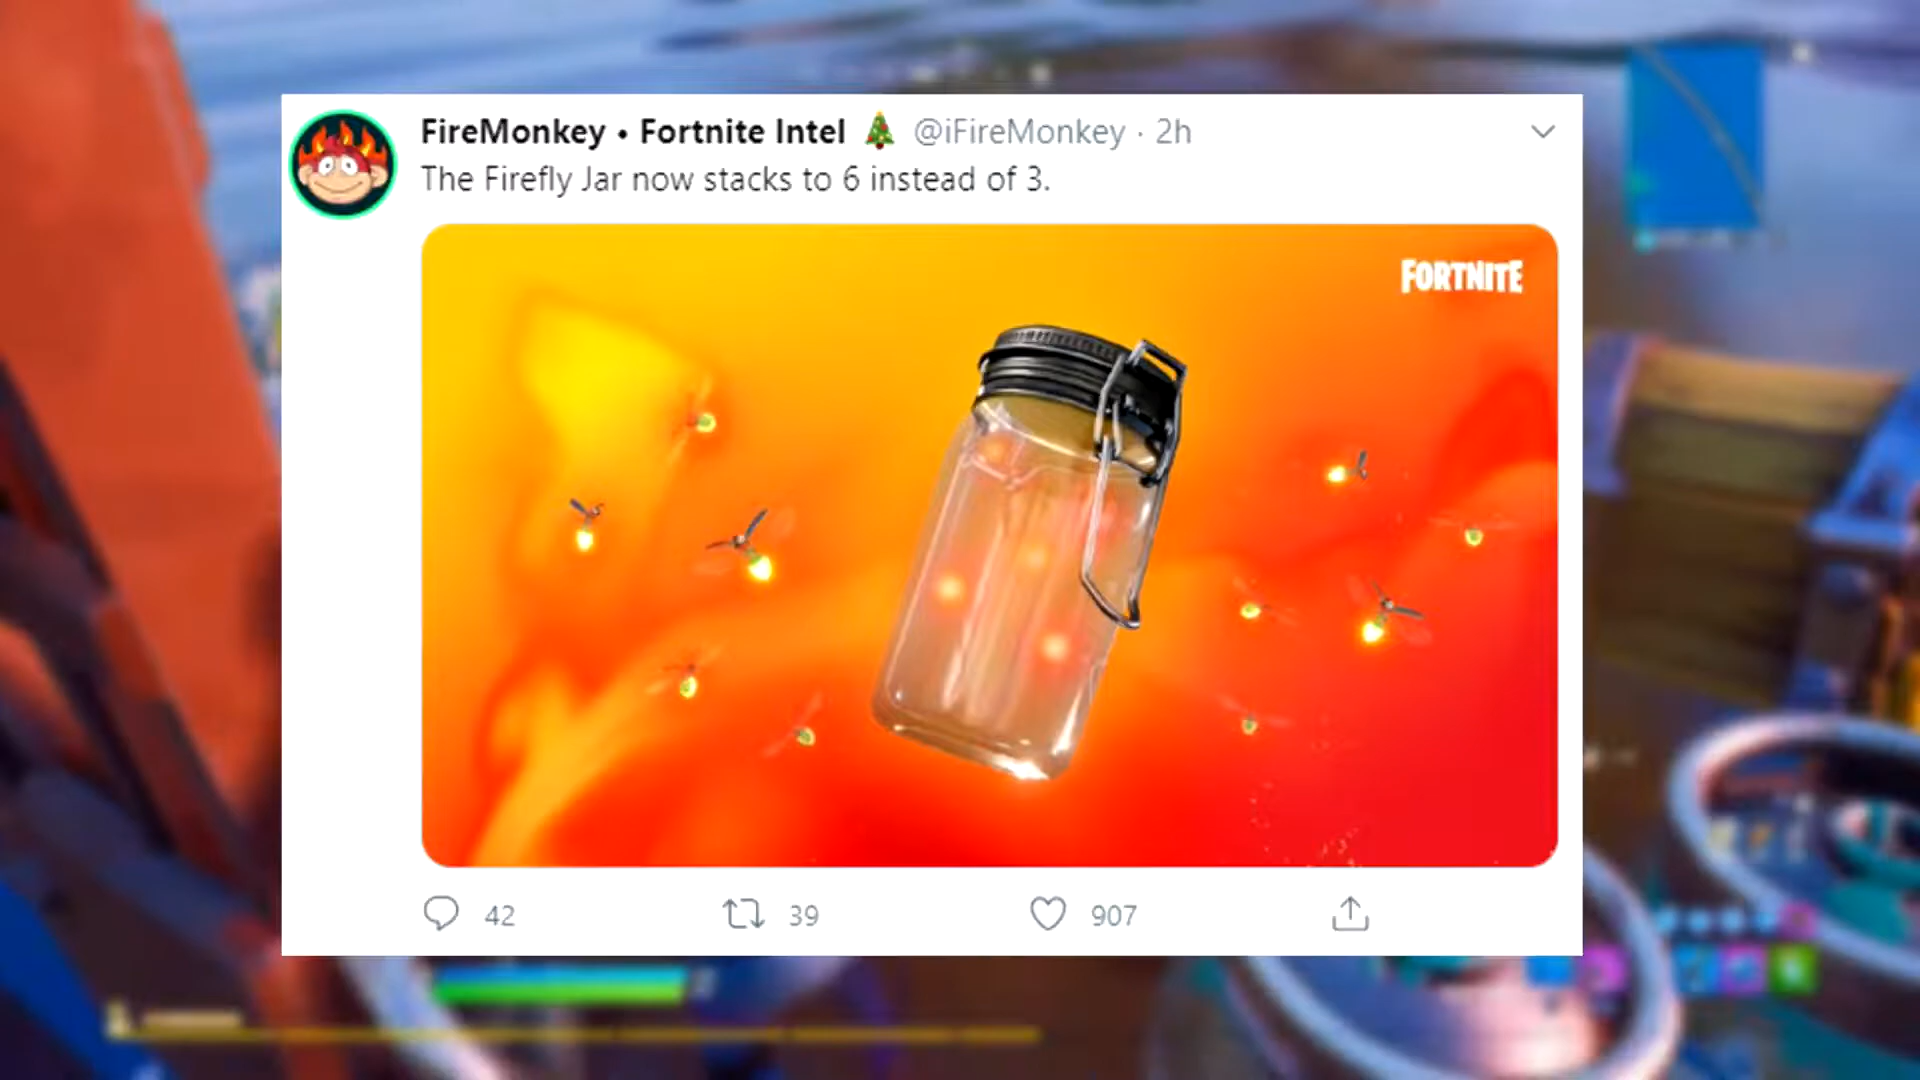 FireMonkey • Fortnite Intel 🎄 @iFireMonkey · 2h
The Firefly Jar now stacks to 6 instead of 3.
FORTNITE
42 39 907